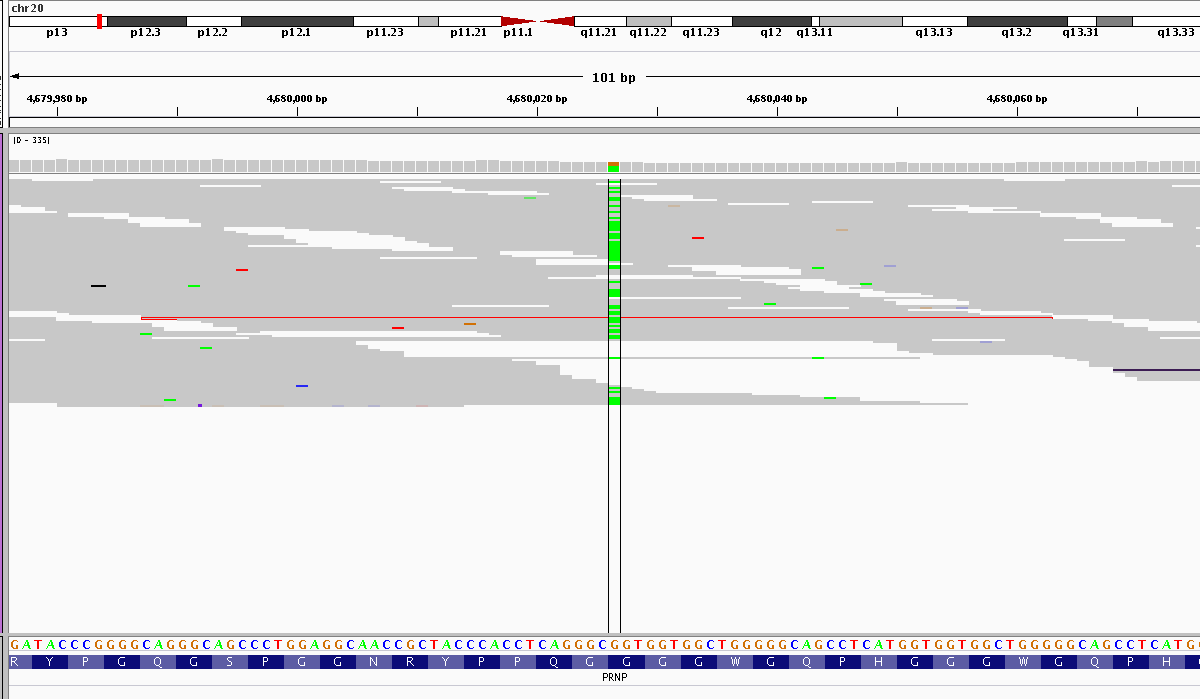 chr20
p13 p12.3 p12.2 p12.1 p11.23 p11.21 p11.1 q11.21 q11.22 q11.23 q12 q13.11 q13.13 q13.2 q13.31 q13.33
101 bp
4,679,980 bp 4,680,000 bp 4,680,020 bp 4,680,040 bp 4,680,060 bp
[0 - 335]
GATACCCGGGGCAGGGCAGCCCTGGAGGCAACCGCTACCCACCTCAGGGCGGTGGTGGCTGGGGGCAGCCTCATGGTGGTGGCTGGGGGCAGCCTCATG
R Y P G Q G S P G G N R Y P P Q G G G G W G Q P H G G G W G Q P H
PRNP